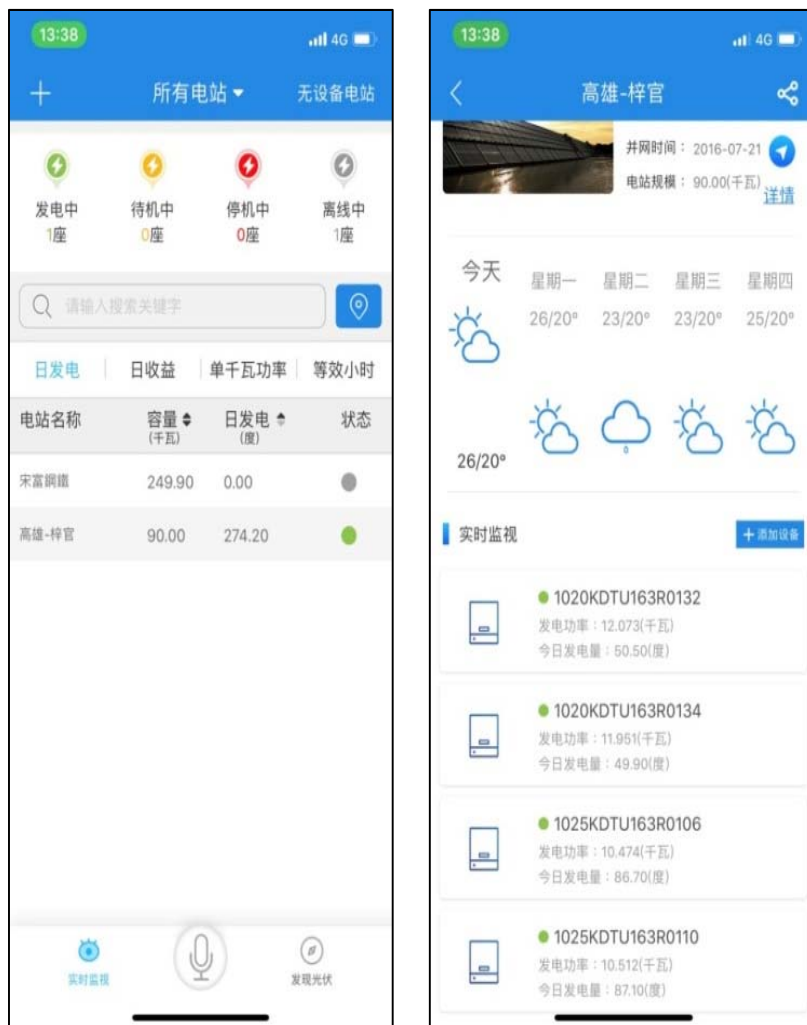 13:38
4G
所有电站
无设备电站
发电中
待机中
停机中
离线中
1座
0座
0座
1座
请输入搜索关键字
日发电
日收益
单千瓦功率
等效小时
电站名称
容量
(千瓦)
日发电
(度)
状态
宋富鋼鐵
249.90
0.00
高雄-梓官
90.00
274.20
实时监视
发现光伏
13:38
4G
高雄-梓官
并网时间：2016-07-21
电站规模：90.00(千瓦)
详情
今天
星期一
星期二
星期三
星期四
26/20°
23/20°
23/20°
25/20°
26/20°
实时监视
+添加设备
1020KDTU163R0132
发电功率：12.073(千瓦)
今日发电量：50.50(度)
1020KDTU163R0134
发电功率：11.951(千瓦)
今日发电量：49.90(度)
1025KDTU163R0106
发电功率：10.474(千瓦)
今日发电量：86.70(度)
1025KDTU163R0110
发电功率：10.512(千瓦)
今日发电量：87.10(度)